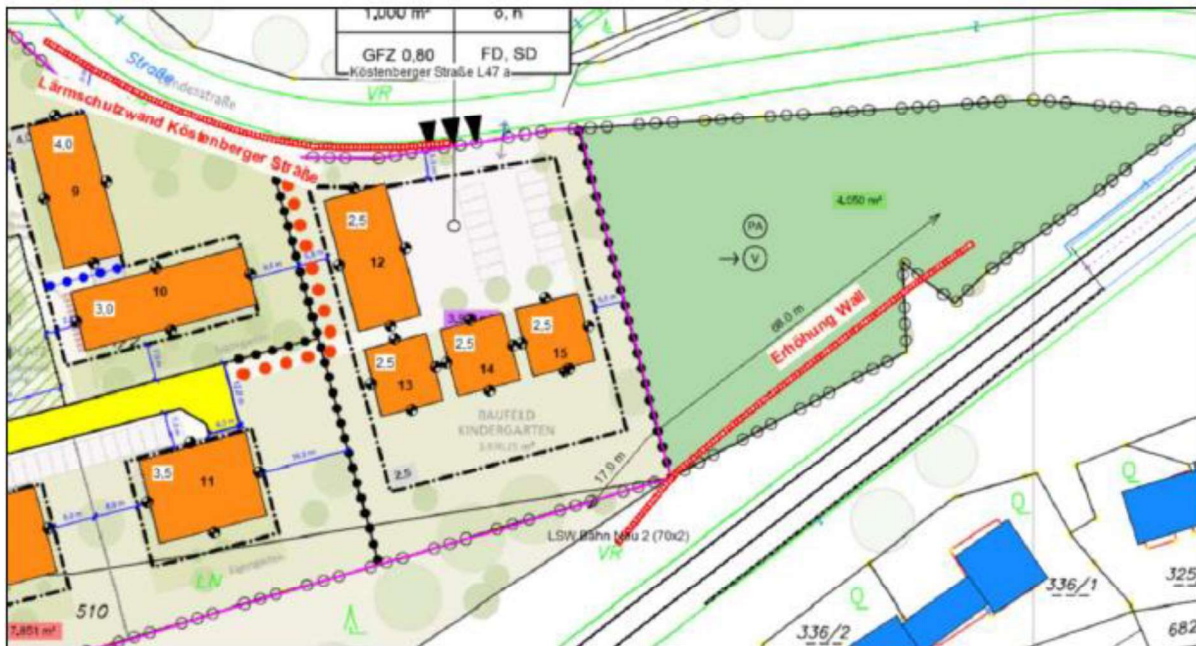 1.000 m²
o, h
GFZ 0,80
FD, SD
Köstenberger Straße L47 a
VR
Straße
Landesstraße
Lärmschutzwand Köstenberger Straße
4,0
4,0
9
10
3,0
2,5
12
2,5
13
2,5
14
2,5
15
3,5
11
BAUFELD
KINDERGARTEN
2,5
PA
V
4.050 m²
68.0 m
Erhöhung Wall
17.0 m
LSW Bahn Neu 2 (70x2)
VR
LN
510
7.851 m²
Q
Q
Q
336/1
336/2
325
682